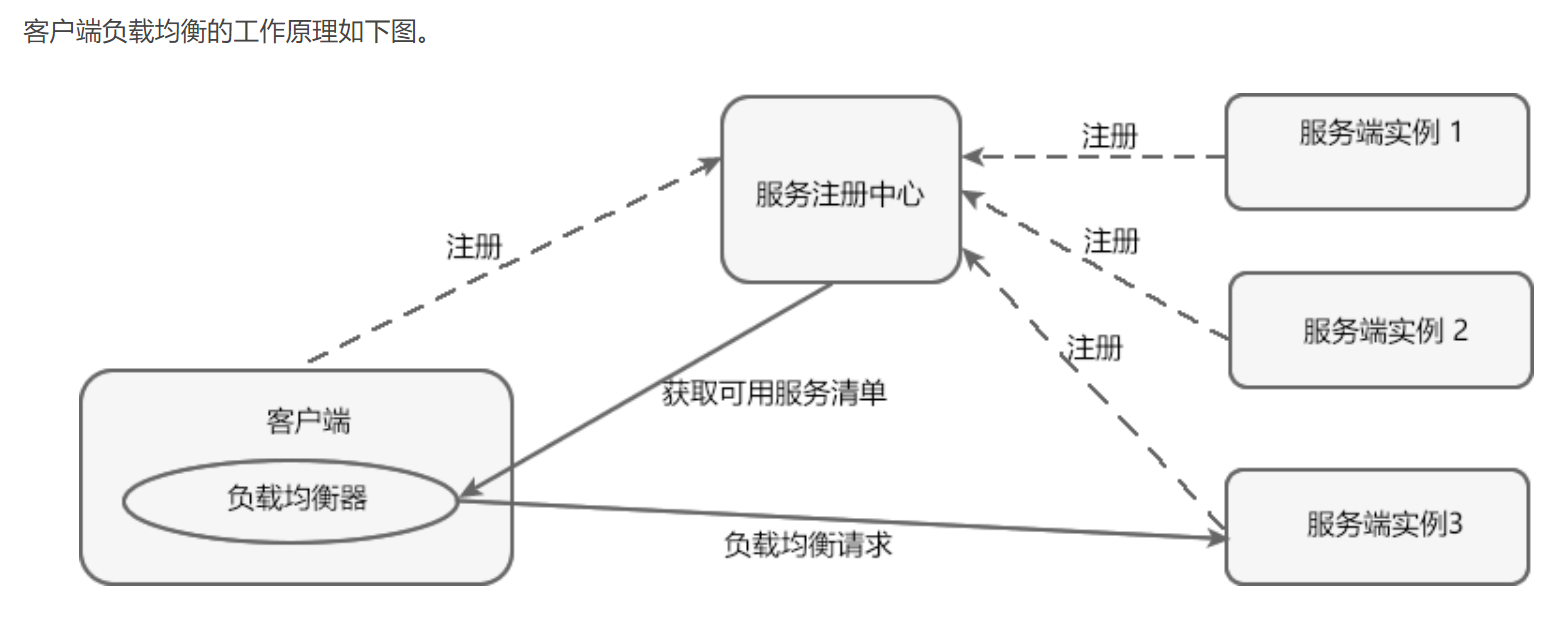 客户端负载均衡的工作原理如下图。
注册
服务端实例 1
服务注册中心
注册
注册
服务端实例 2
注册
获取可用服务清单
客户端
负载均衡器
服务端实例3
负载均衡请求